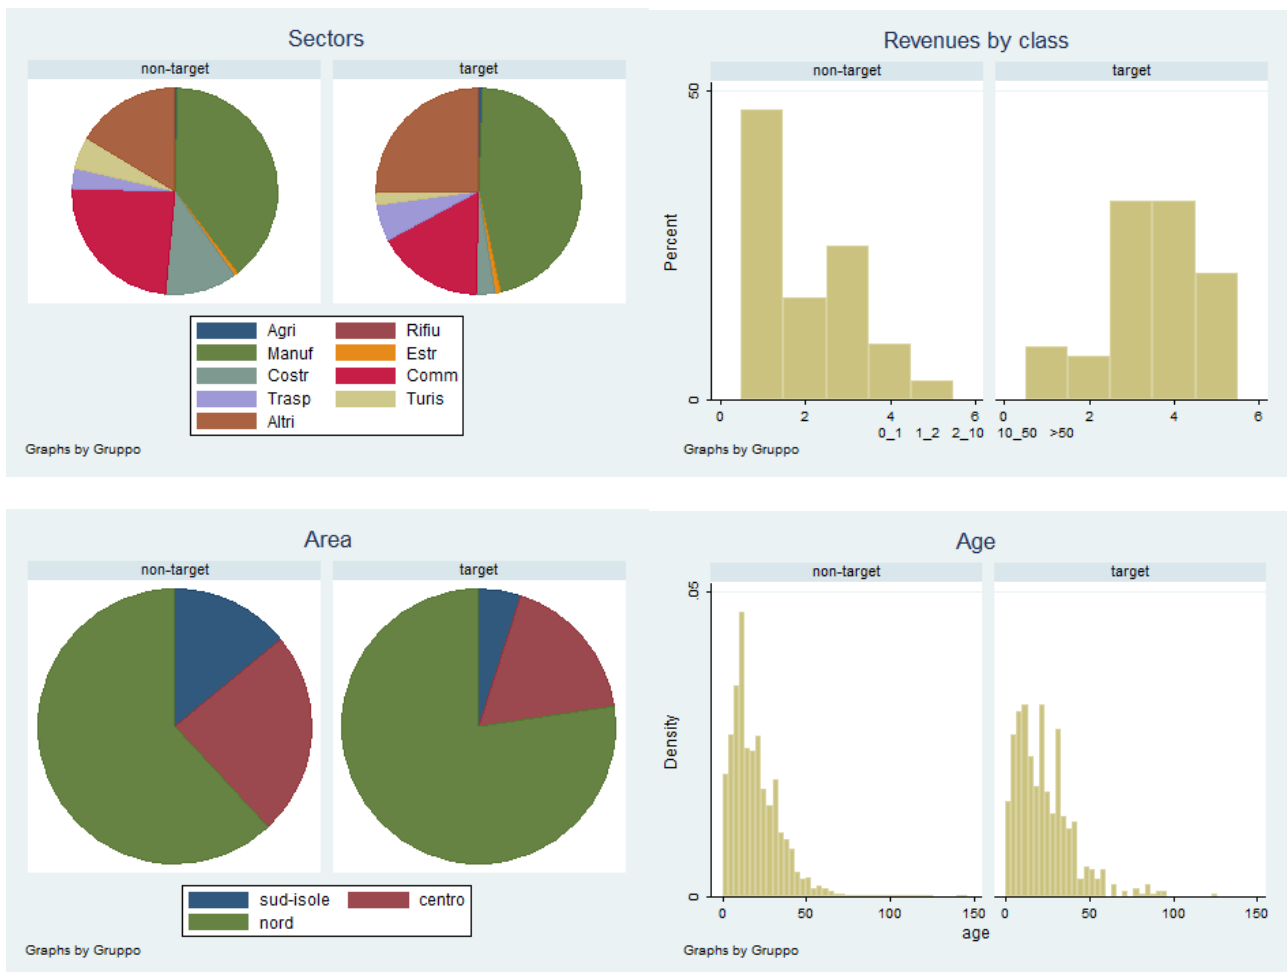 Sectors
non-target target
Agri Rifiu
Manuf Estr
Costr Comm
Trasp Turis
Altri
Graphs by Gruppo
Revenues by class
non-target target
50
Percent
0
0 2 4 6 0 2 4 6
0_1 1_2 2_10 10_50 >50
Graphs by Gruppo
Area
non-target target
sud-isole centro
nord
Graphs by Gruppo
Age
non-target target
.05
Density
0
0 50 100 150 0 50 100 150
age
Graphs by Gruppo